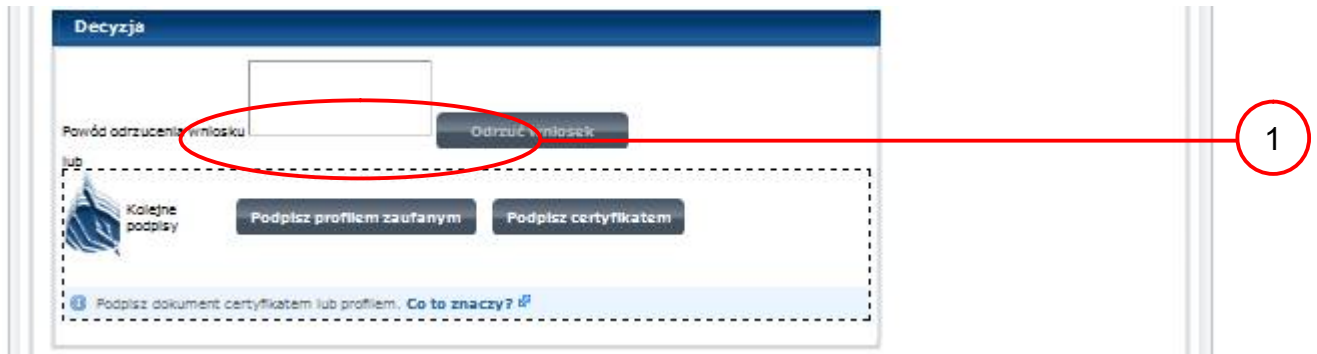 Decyzja
Powód odrzucenia wniosku
Odrzuć wniosek
1
lub
Kolejne
podpisy
Podpisz profilem zaufanym
Podpisz certyfikatem
Podpisz dokument certyfikatem lub profilem. Co to znaczy?